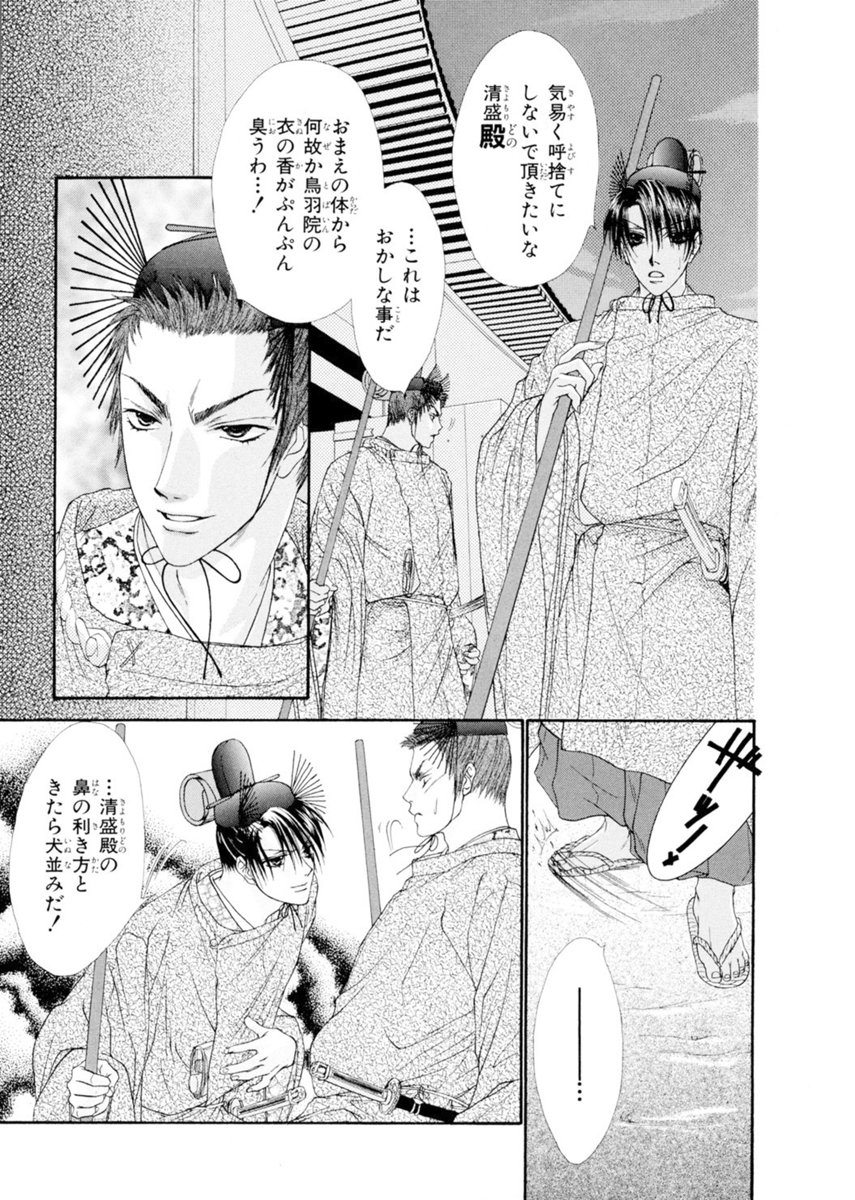 気易く呼捨てに
しないで頂きたいな
清盛殿
…これは
おかしな事だ
おまえの体から
何故か鳥羽院の
衣の香がぷんぷん
臭うわ…！
ザーッ
―――…
…清盛殿の
鼻の利き方と
きたら犬並みだ！